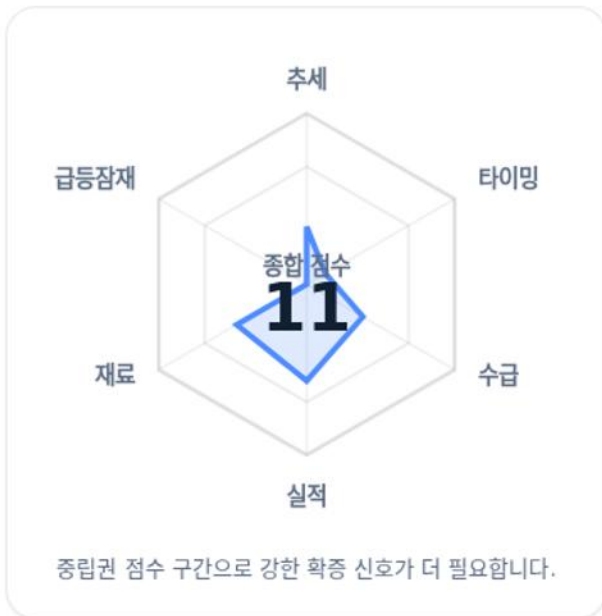 추세
급등잠재
타이밍
종합 점수
11
재료
수급
실적
중립권 점수 구간으로 강한 확증 신호가 더 필요합니다.